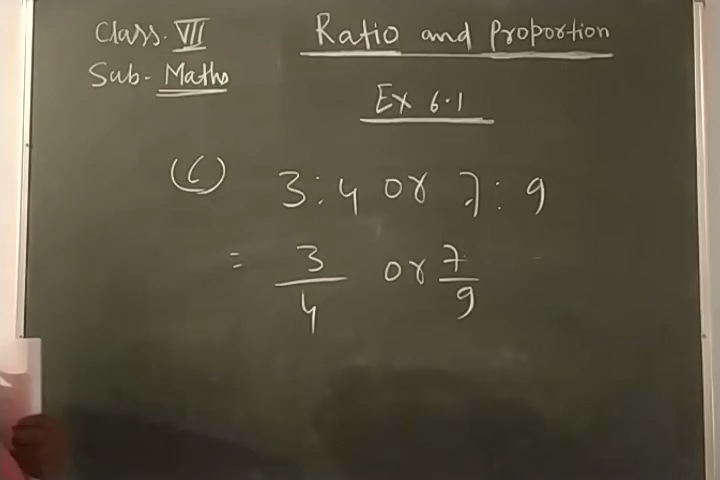 Class. VII
Ratio and Proportion
Sub- Maths
Ex 6.1
(C) 3:4 or 7:9
= 3/4 or 7/9